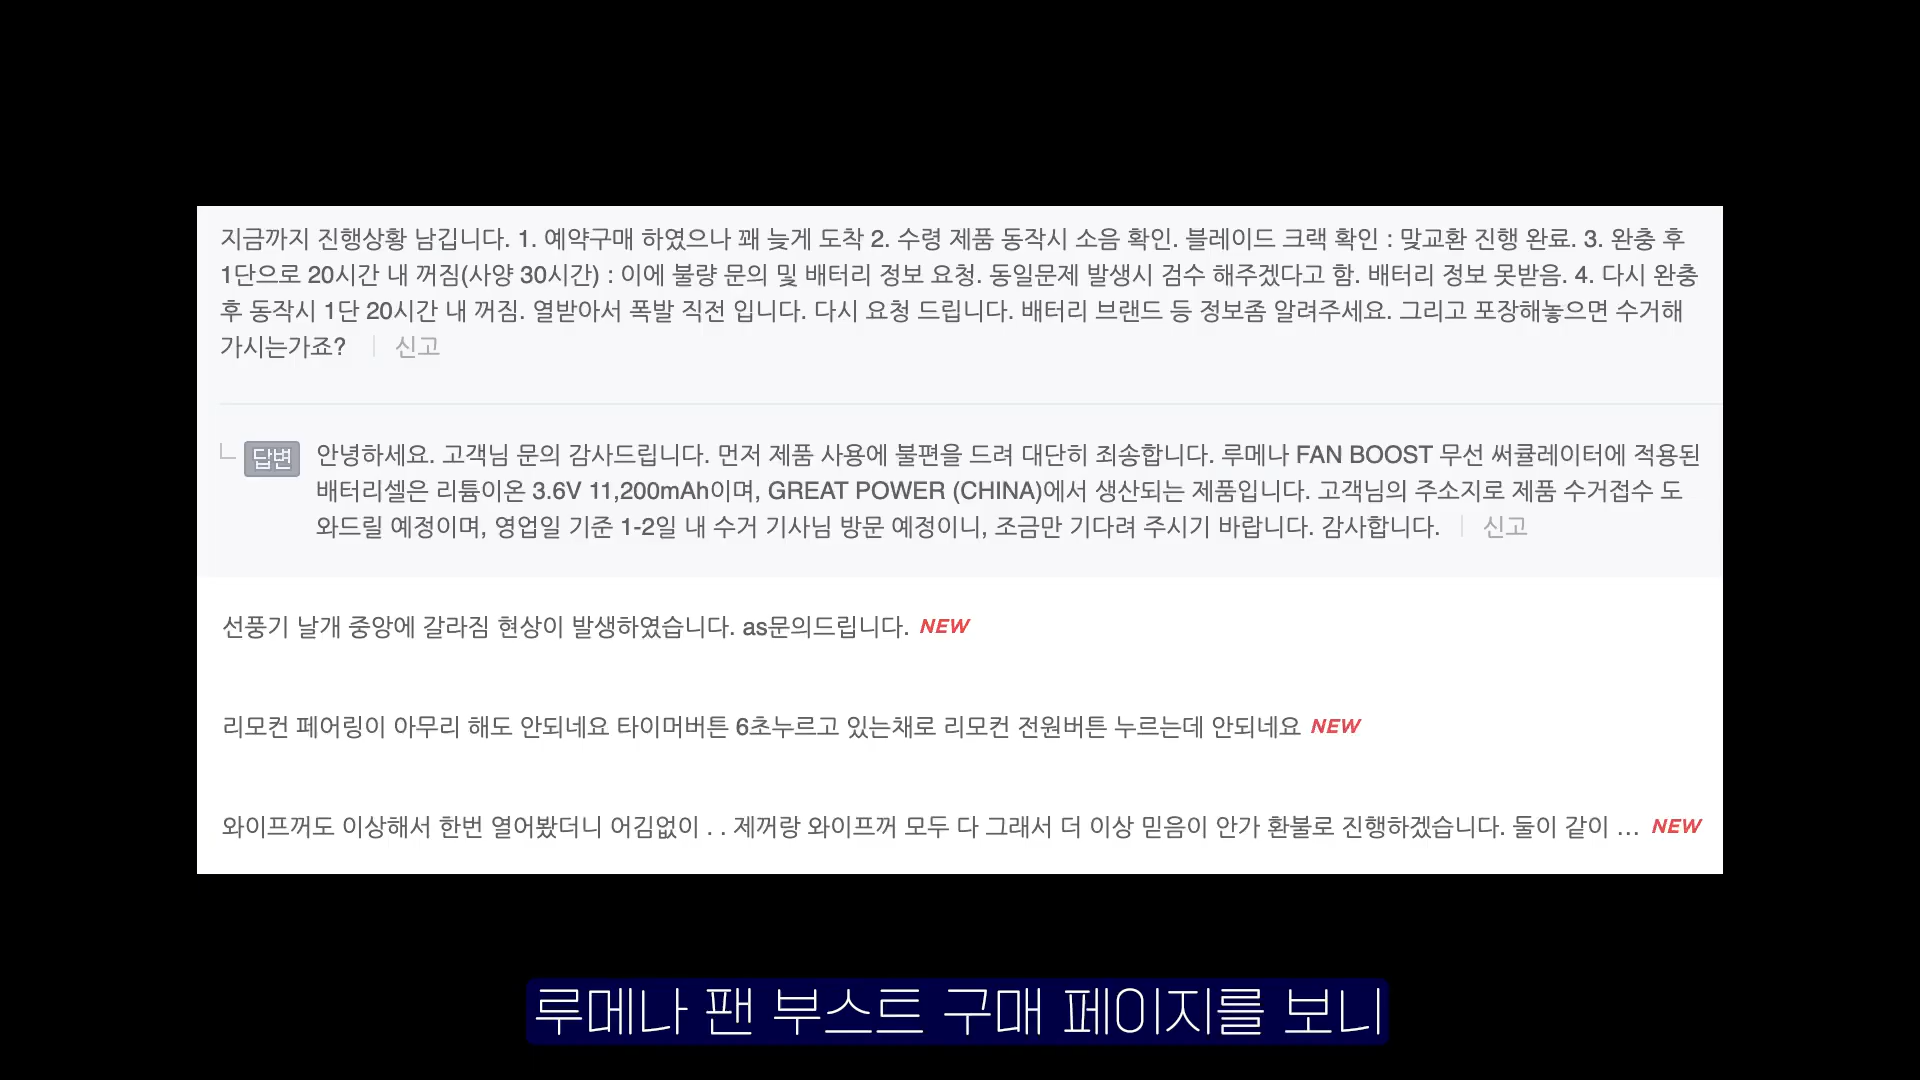 지금까지 진행상황 남깁니다. 1. 예약구매 하였으나 꽤 늦게 도착 2. 수령 제품 동작시 소음 확인. 블레이드 크랙 확인 : 맞교환 진행 완료. 3. 완충 후
1단으로 20시간 내 꺼짐(사양 30시간) : 이에 불량 문의 및 배터리 정보 요청. 동일문제 발생시 검수 해주겠다고 함. 배터리 정보 못받음. 4. 다시 완충
후 동작시 1단 20시간 내 꺼짐. 열받아서 폭발 직전 입니다. 다시 요청 드립니다. 배터리 브랜드 등 정보좀 알려주세요. 그리고 포장해놓으면 수거해
가시는가죠? 신고
답변 안녕하세요. 고객님 문의 감사드립니다. 먼저 제품 사용에 불편을 드려 대단히 죄송합니다. 루메나 FAN BOOST 무선 써큘레이터에 적용된
배터리셀은 리튬이온 3.6V 11,200mAh이며, GREAT POWER (CHINA)에서 생산되는 제품입니다. 고객님의 주소지로 제품 수거접수 도
와드릴 예정이며, 영업일 기준 1-2일 내 수거 기사님 방문 예정이니, 조금만 기다려 주시기 바랍니다. 감사합니다. 신고
선풍기 날개 중앙에 갈라짐 현상이 발생하였습니다. as문의드립니다. NEW
리모컨 페어링이 아무리 해도 안되네요 타이머버튼 6초누르고 있는채로 리모컨 전원버튼 누르는데 안되네요 NEW
와이프꺼도 이상해서 한번 열어봤더니 어김없이 . . 제꺼랑 와이프꺼 모두 다 그래서 더 이상 믿음이 안가 환불로 진행하겠습니다. 둘이 같이 ... NEW
루메나 팬 부스트 구매 페이지를 보니